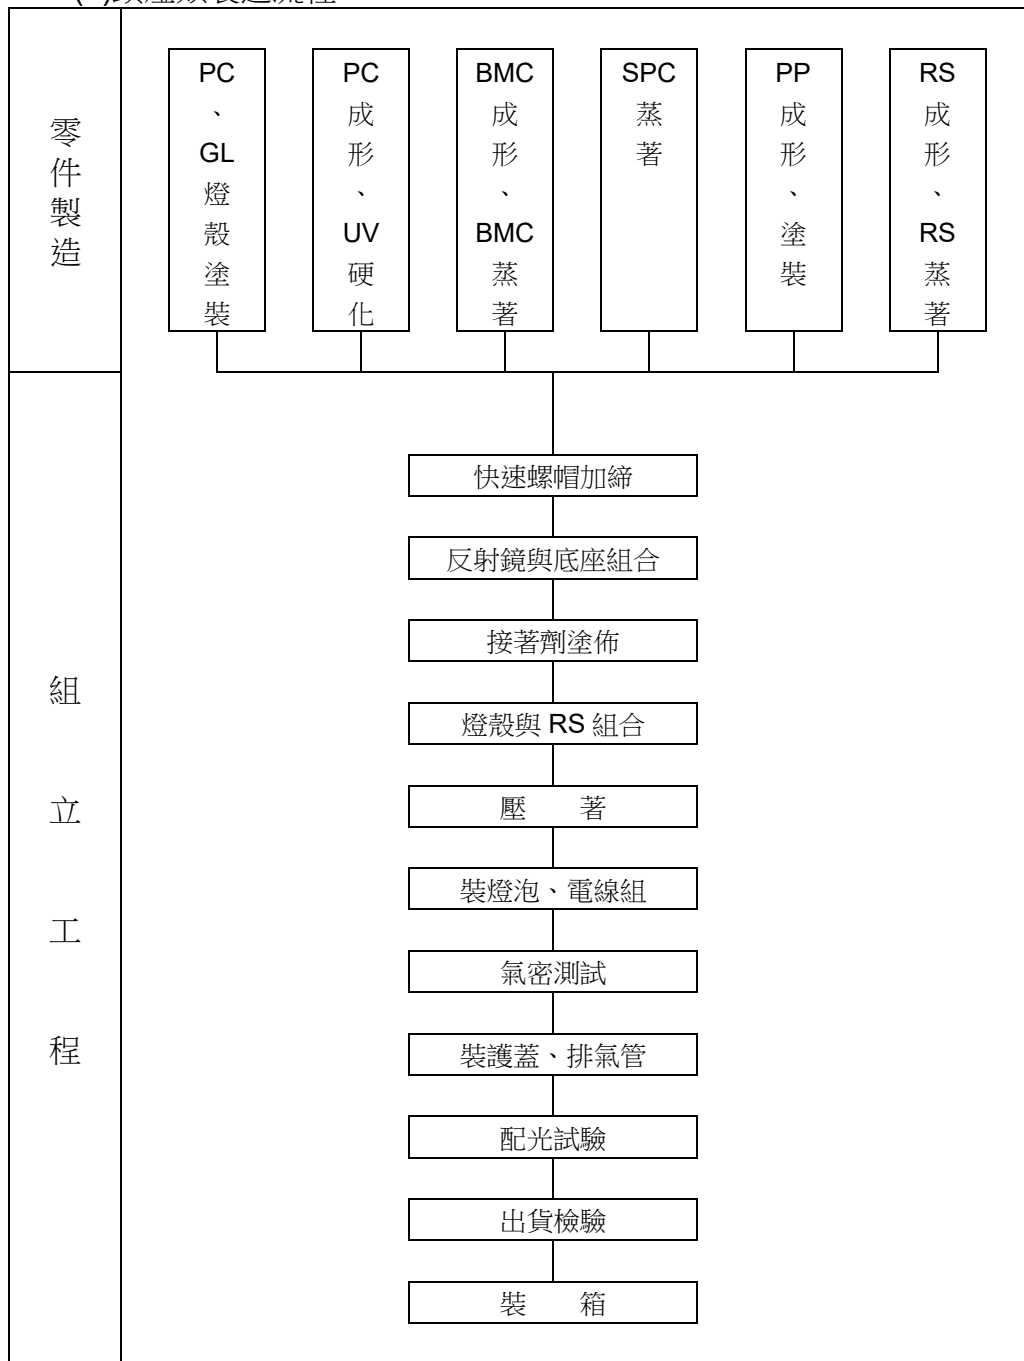 零件製造
PC、GL燈殼塗裝
PC成形、UV硬化
BMC成形、BMC蒸著
SPC蒸著
PP成形、塗裝
RS成形、RS蒸著
組立工程
快速螺帽加締
反射鏡與底座組合
接著劑塗佈
燈殼與 RS 組合
壓　　著
裝燈泡、電線組
氣密測試
裝護蓋、排氣管
配光試驗
出貨檢驗
裝　　箱